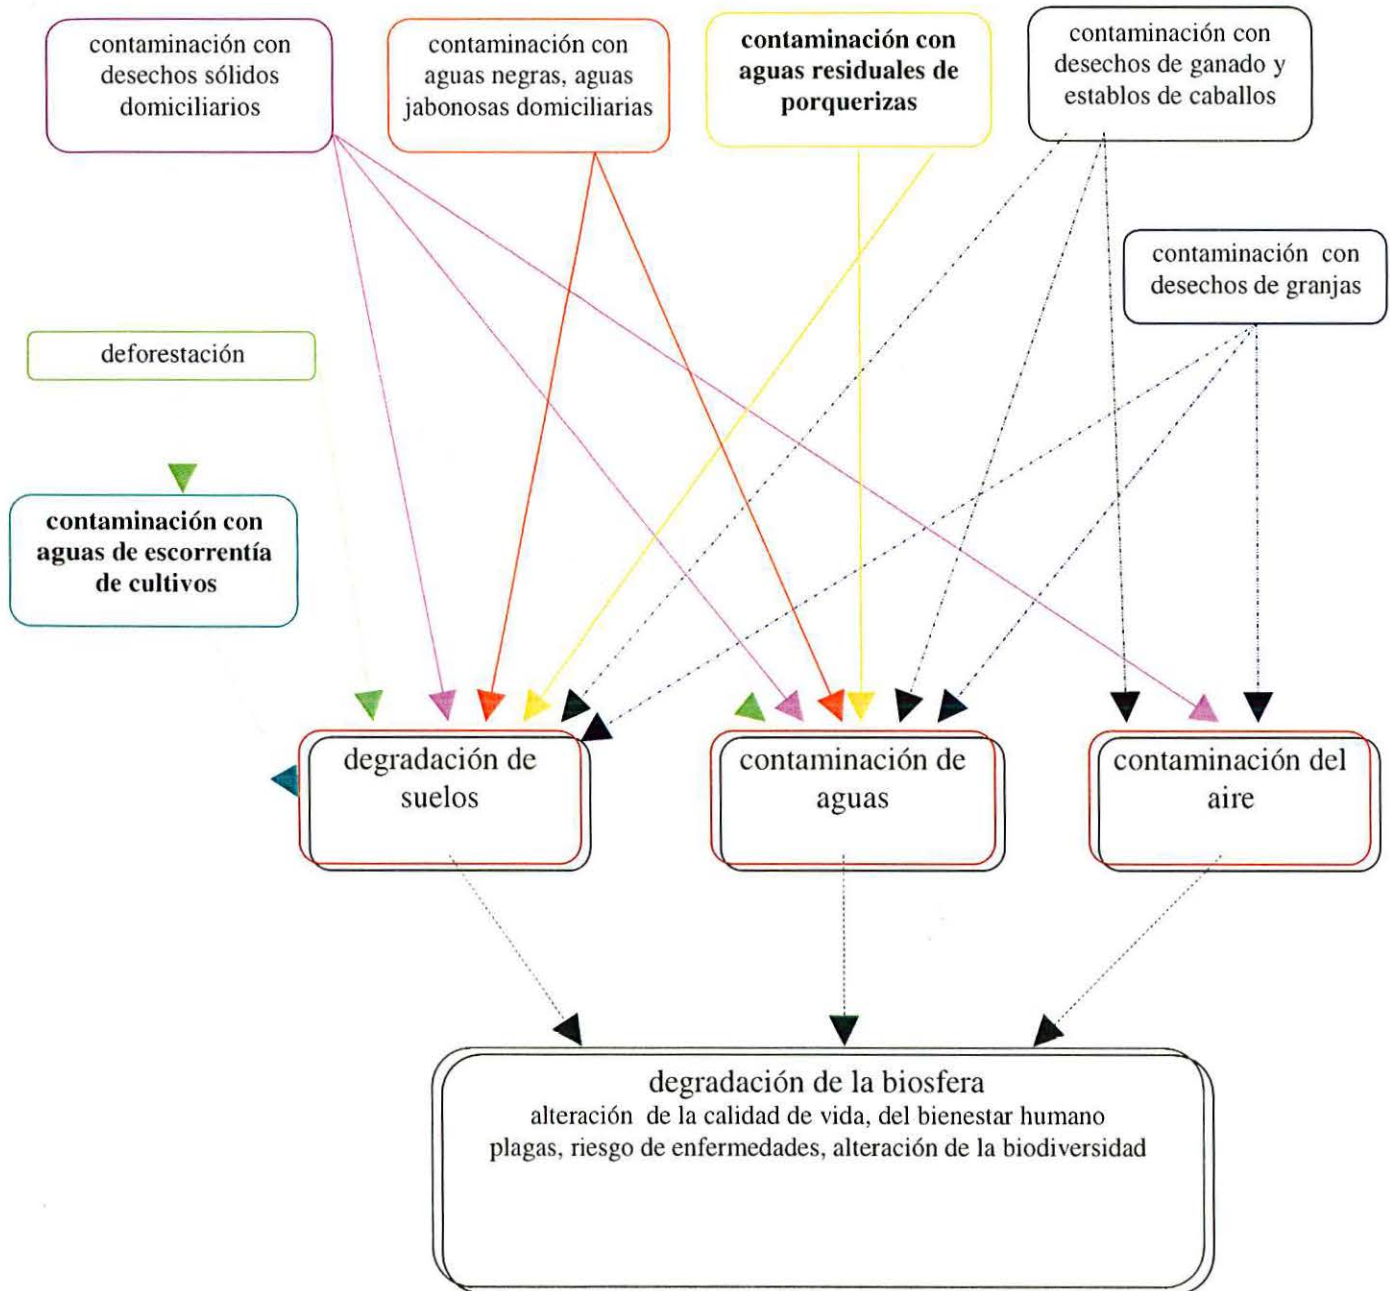 contaminación con
desechos sólidos
domiciliarios
contaminación con
aguas negras, aguas
jabonosas domiciliarias
contaminación con
aguas residuales de
porquerizas
contaminación con
desechos de ganado y
establos de caballos
contaminación con
desechos de granjas
deforestación
contaminación con
aguas de escorrentía
de cultivos
degradación de
suelos
contaminación de
aguas
contaminación del
aire
degradación de la biosfera
alteración de la calidad de vida, del bienestar humano
plagas, riesgo de enfermedades, alteración de la biodiversidad